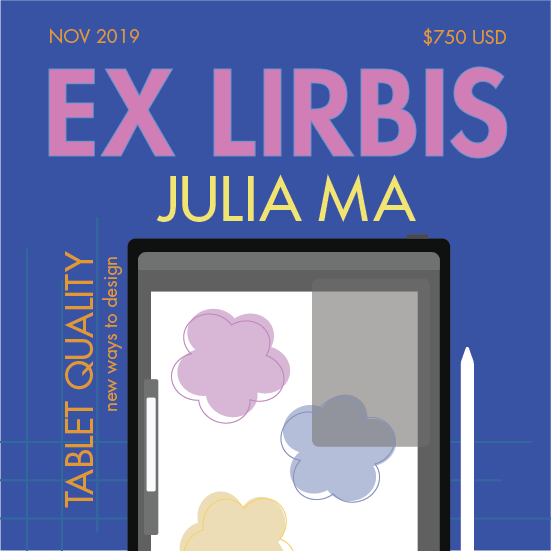 NOV 2019
$750 USD
EX LIRBIS
JULIA MA
TABLET QUALITY
new ways to design